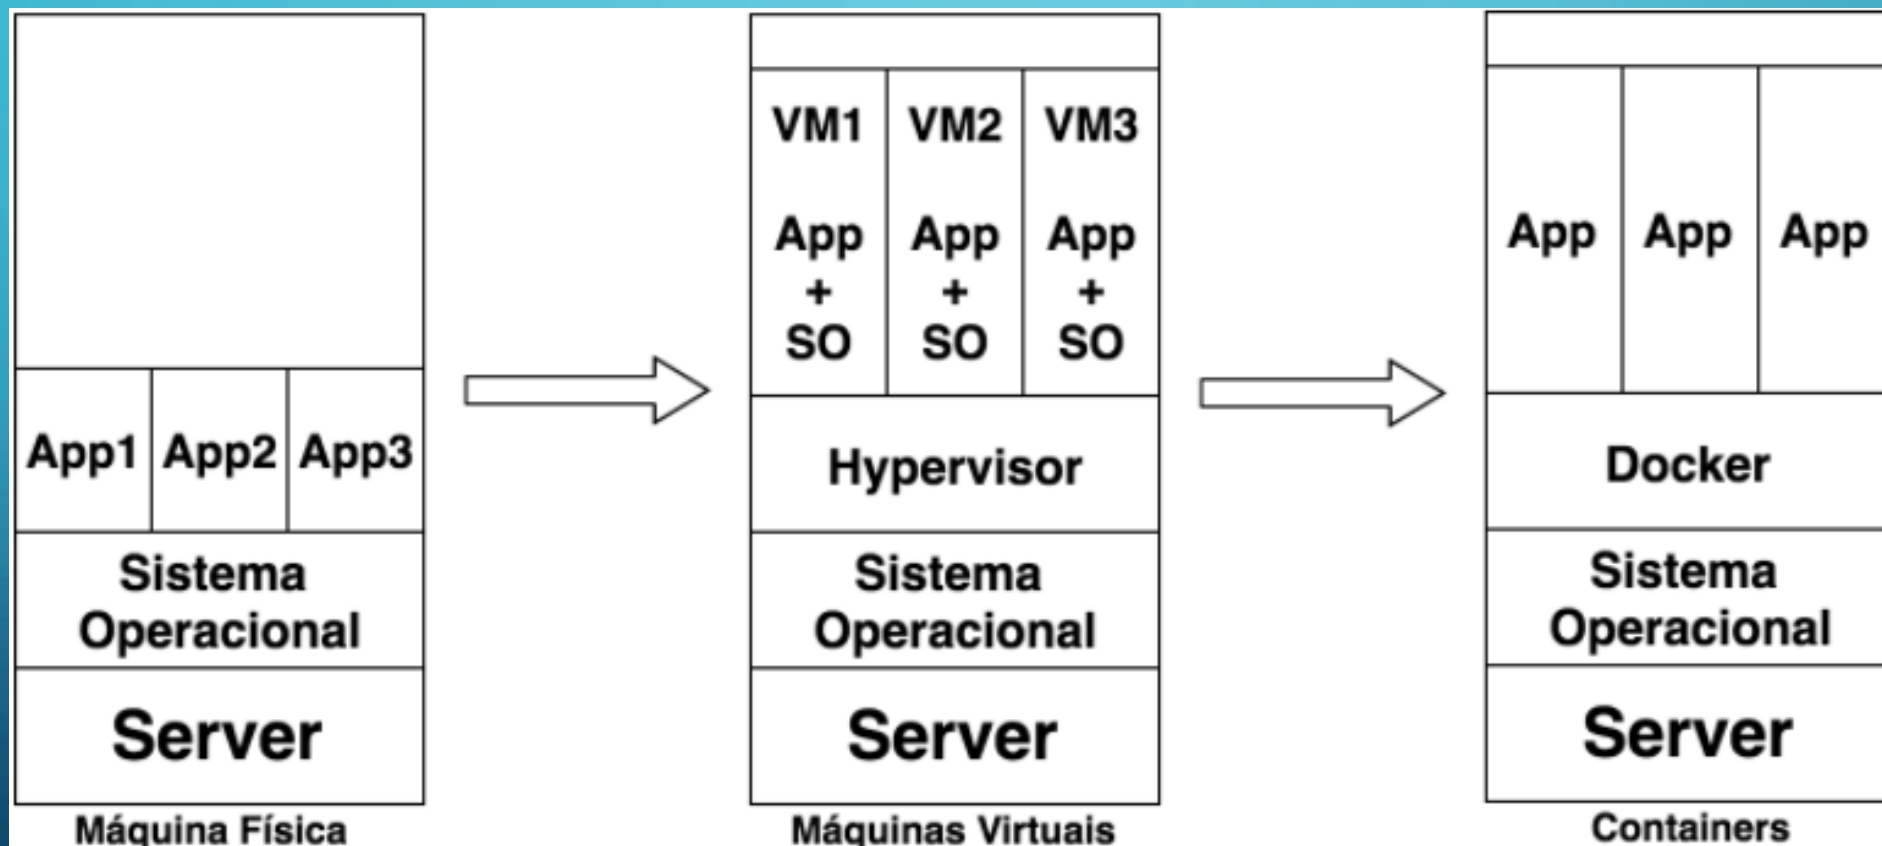 App1 App2 App3
Sistema
Operacional
Server
Máquina Física
VM1 VM2 VM3
App App App
+ + +
SO SO SO
Hypervisor
Sistema
Operacional
Server
Máquinas Virtuais
App App App
Docker
Sistema
Operacional
Server
Containers